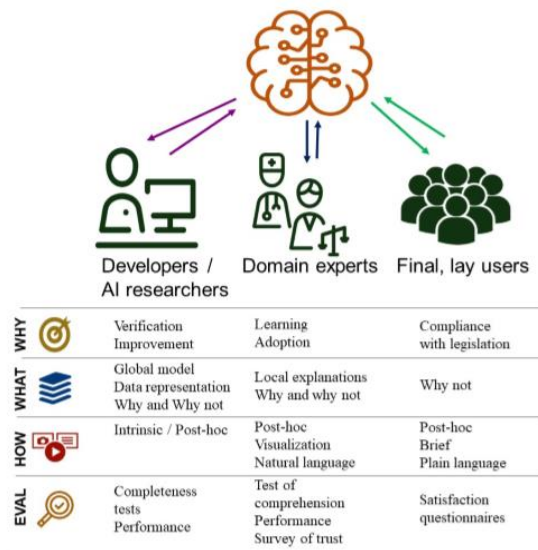 Developers /
AI researchers
Domain experts
Final, lay users
WHY
Verification
Improvement
Learning
Adoption
Compliance
with legislation
WHAT
Global model
Data representation
Why and Why not
Local explanations
Why and why not
Why not
HOW
Intrinsic / Post-hoc
Post-hoc
Visualization
Natural language
Post-hoc
Brief
Plain language
EVAL
Completeness
tests
Performance
Test of
comprehension
Performance
Survey of trust
Satisfaction
questionnaires